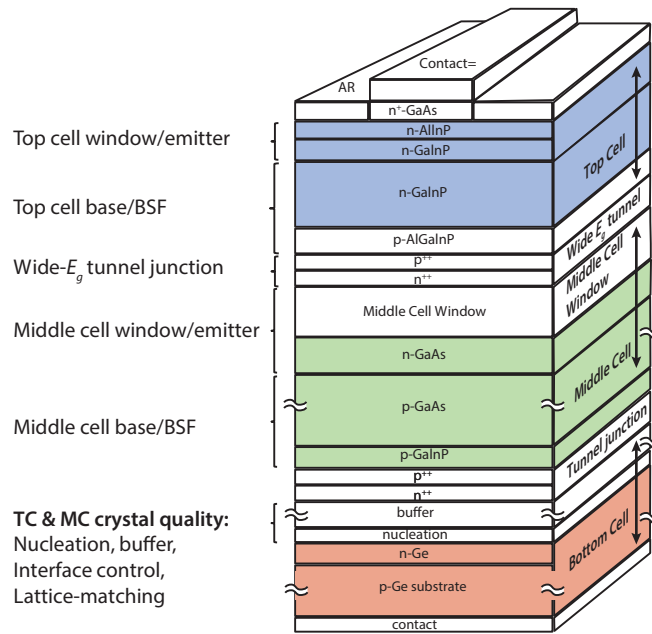 Contact=
AR
n⁺-GaAs
Top cell window/emitter
n-AlInP
n-GaInP
Top Cell
Top cell base/BSF
n-GaInP
p-AlGaInP
Wide E_g tunnel
Wide-E_g tunnel junction
p⁺⁺
n⁺⁺
Middle Cell
Window
Middle cell window/emitter
Middle Cell Window
n-GaAs
Middle Cell
Middle cell base/BSF
p-GaAs
p-GaInP
Tunnel junction
p⁺⁺
n⁺⁺
TC & MC crystal quality:
Nucleation, buffer,
Interface control,
Lattice-matching
buffer
nucleation
n-Ge
Bottom Cell
p-Ge substrate
contact